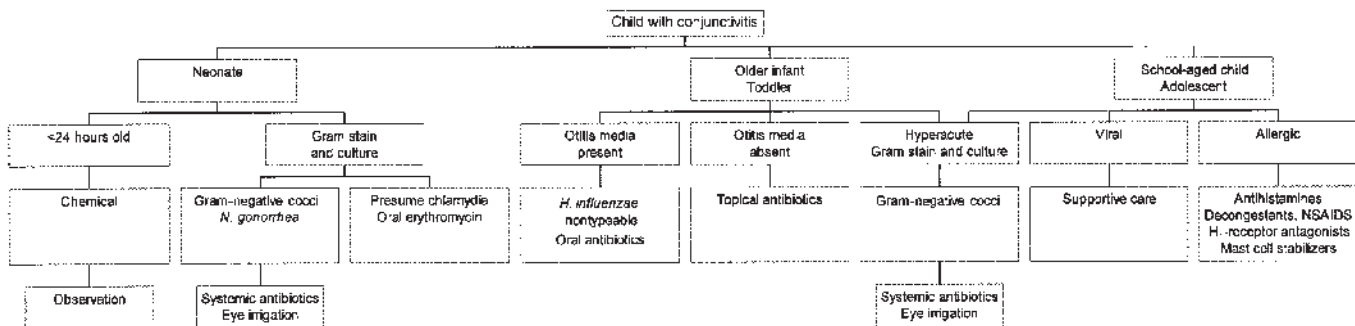 Child with conjunctivitis
Neonate
Older infant
Toddler
School-aged child
Adolescent
<24 hours old
Gram stain
and culture
Otitis media
present
Otitis media
absent
Hyperacute
Gram stain and culture
Viral
Allergic
Chemical
Gram-negative cocci
N. gonorrhea
Presume chlamydia
Oral erythromycin
H. influenzae
nontypeable
Oral antibiotics
Topical antibiotics
Gram-negative cocci
Supportive care
Antihistamines
Decongestants, NSAIDS
H.-receptor antagonists
Mast cell stabilizers
Observation
Systemic antibiotics
Eye irrigation
Systemic antibiotics
Eye irrigation